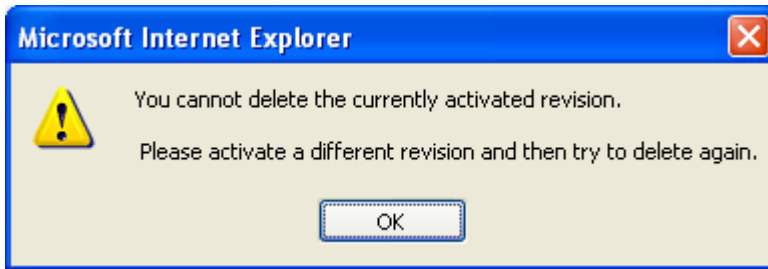 Microsoft Internet Explorer
You cannot delete the currently activated revision.
Please activate a different revision and then try to delete again.
OK